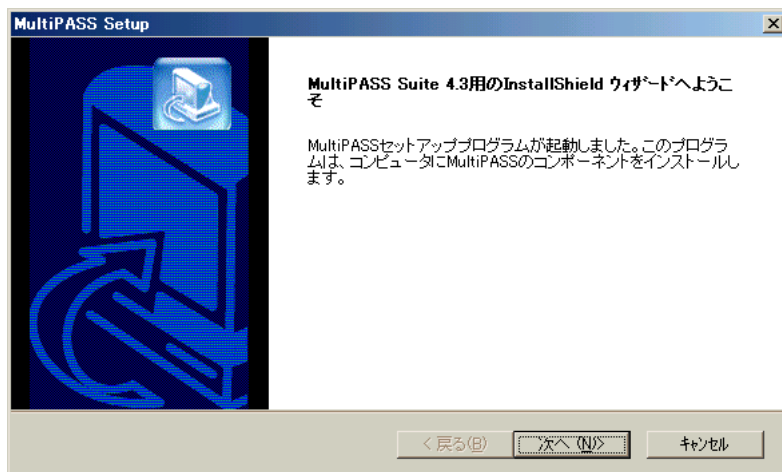 MultiPASS Setup
MultiPASS Suite 4.3用のInstallShield ウィザードへようこ
そ
MultiPASSセットアッププログラムが起動しました。このプログラ
ムは、コンピュータにMultiPASSのコンポーネントをインストールし
ます。
< 戻る(B) 次へ (N)> キャンセル